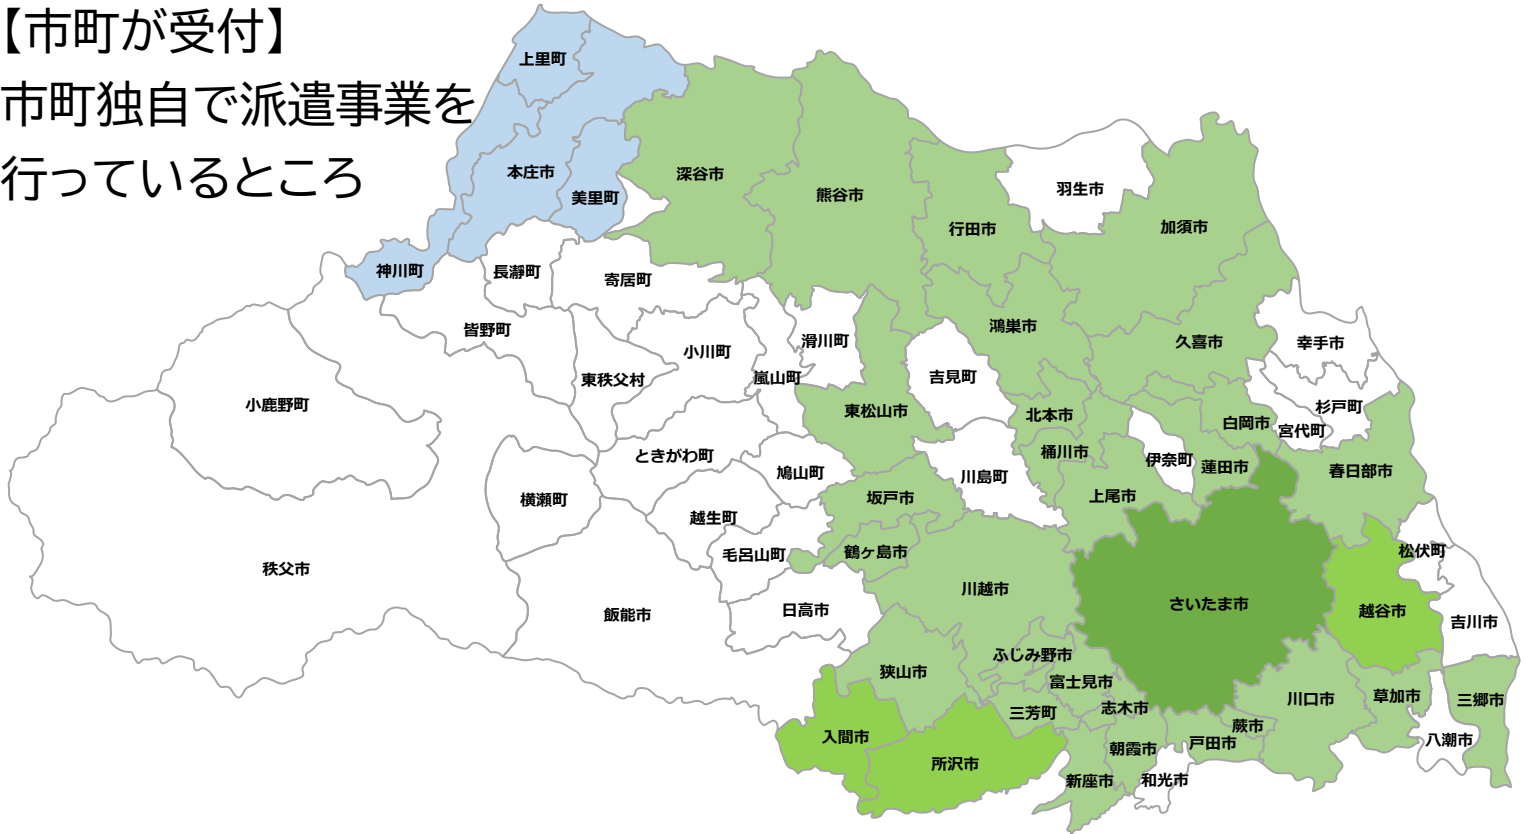 【市町が受付】
市町独自で派遣事業を
行っているところ
上里町
本庄市
美里町
神川町
深谷市
熊谷市
行田市
羽生市
加須市
長瀞町
寄居町
皆野町
小鹿野町
東秩父村
小川町
嵐山町
滑川町
吉見町
鴻巣市
久喜市
幸手市
杉戸町
宮代町
白岡市
東松山市
北本市
桶川市
伊奈町
蓮田市
春日部市
ときがわ町
鳩山町
川島町
上尾市
横瀬町
越生町
坂戸市
毛呂山町
鶴ヶ島市
松伏町
秩父市
飯能市
日高市
川越市
さいたま市
越谷市
吉川市
狭山市
ふじみ野市
富士見市
三芳町
志木市
川口市
草加市
三郷市
入間市
所沢市
朝霞市
戸田市
蕨市
八潮市
新座市
和光市